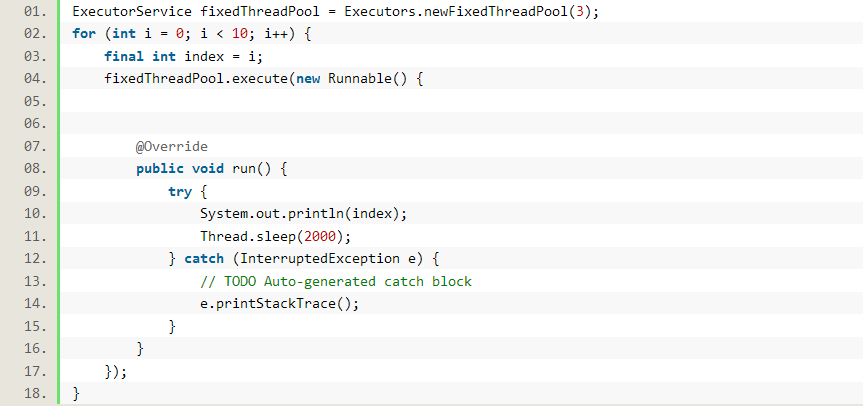 01. ExecutorService fixedThreadPool = Executors.newFixedThreadPool(3);
02. for (int i = 0; i < 10; i++) {
03.     final int index = i;
04.     fixedThreadPool.execute(new Runnable() {
05.
06.
07.         @Override
08.         public void run() {
09.             try {
10.                 System.out.println(index);
11.                 Thread.sleep(2000);
12.             } catch (InterruptedException e) {
13.                 // TODO Auto-generated catch block
14.                 e.printStackTrace();
15.             }
16.         }
17.     });
18. }